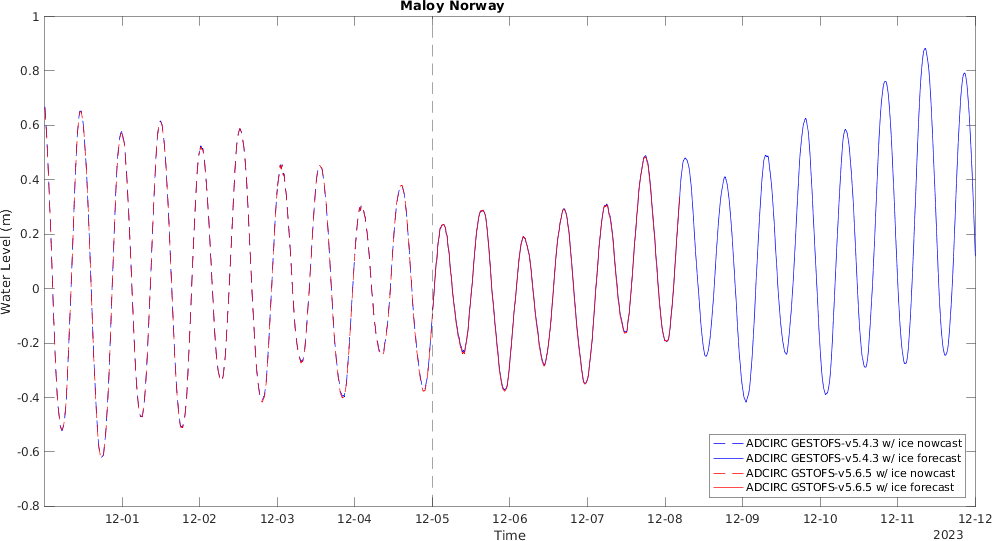 Maloy Norway
1
0.8
0.6
0.4
0.2
0
-0.2
-0.4
-0.6
-0.8
Water Level (m)
12-01 12-02 12-03 12-04 12-05 12-06 12-07 12-08 12-09 12-10 12-11 12-12
Time
2023
ADCIRC GESTOFS-v5.4.3 w/ ice nowcast
ADCIRC GESTOFS-v5.4.3 w/ ice forecast
ADCIRC GSTOFS-v5.6.5 w/ ice nowcast
ADCIRC GSTOFS-v5.6.5 w/ ice forecast